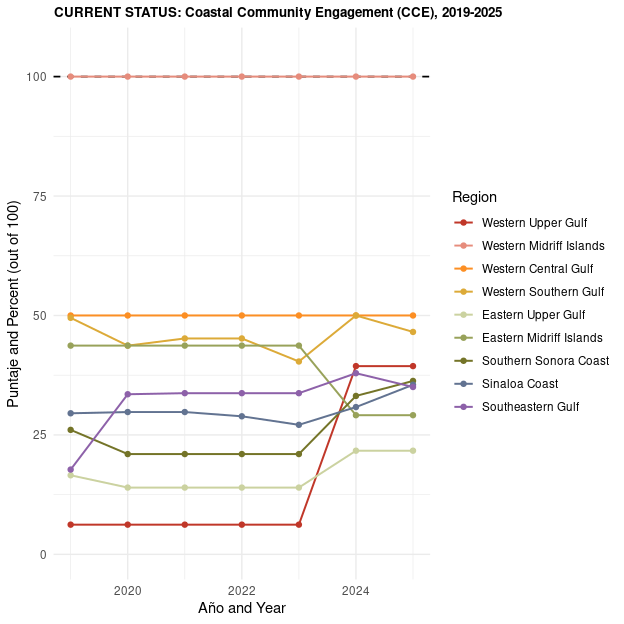 CURRENT STATUS: Coastal Community Engagement (CCE), 2019-2025
Puntaje and Percent (out of 100)
100
75
50
25
0
2020
2022
2024
Año and Year
Region
Western Upper Gulf
Western Midriff Islands
Western Central Gulf
Western Southern Gulf
Eastern Upper Gulf
Eastern Midriff Islands
Southern Sonora Coast
Sinaloa Coast
Southeastern Gulf